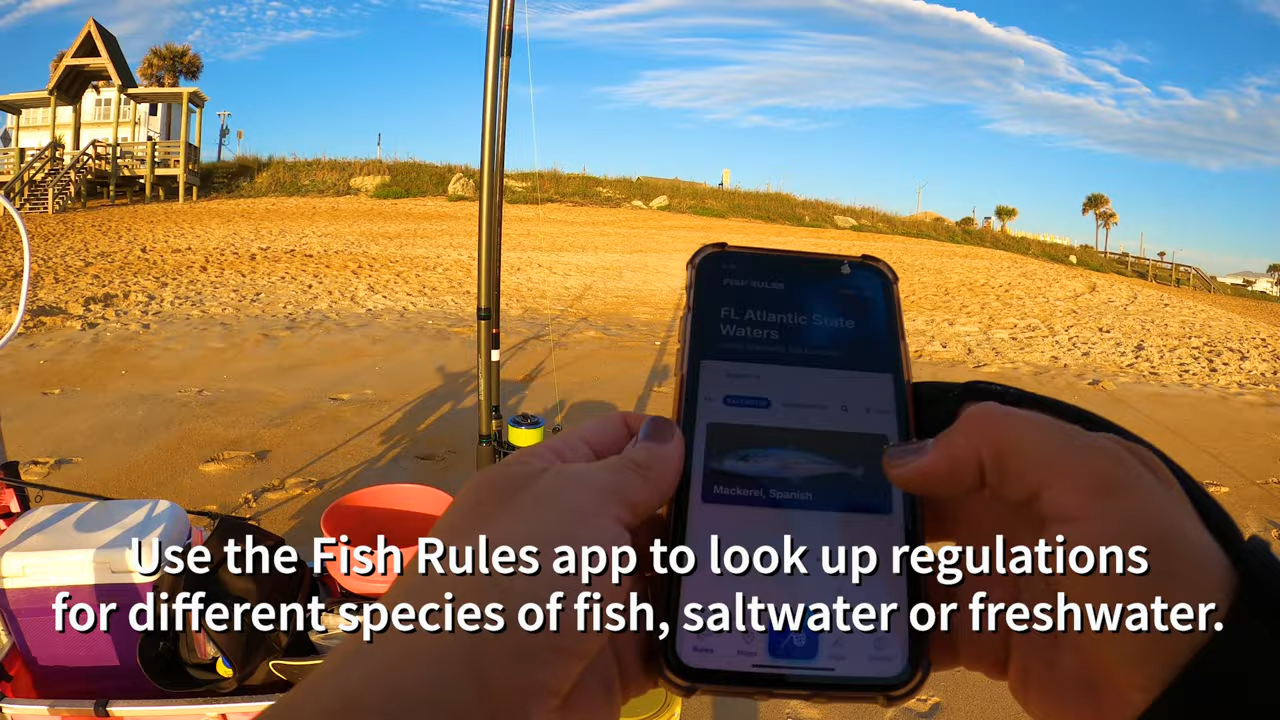 FISH RULES
FL Atlantic State
Waters
Mackerel, Spanish
Rules
Use the Fish Rules app to look up regulations
for different species of fish, saltwater or freshwater.